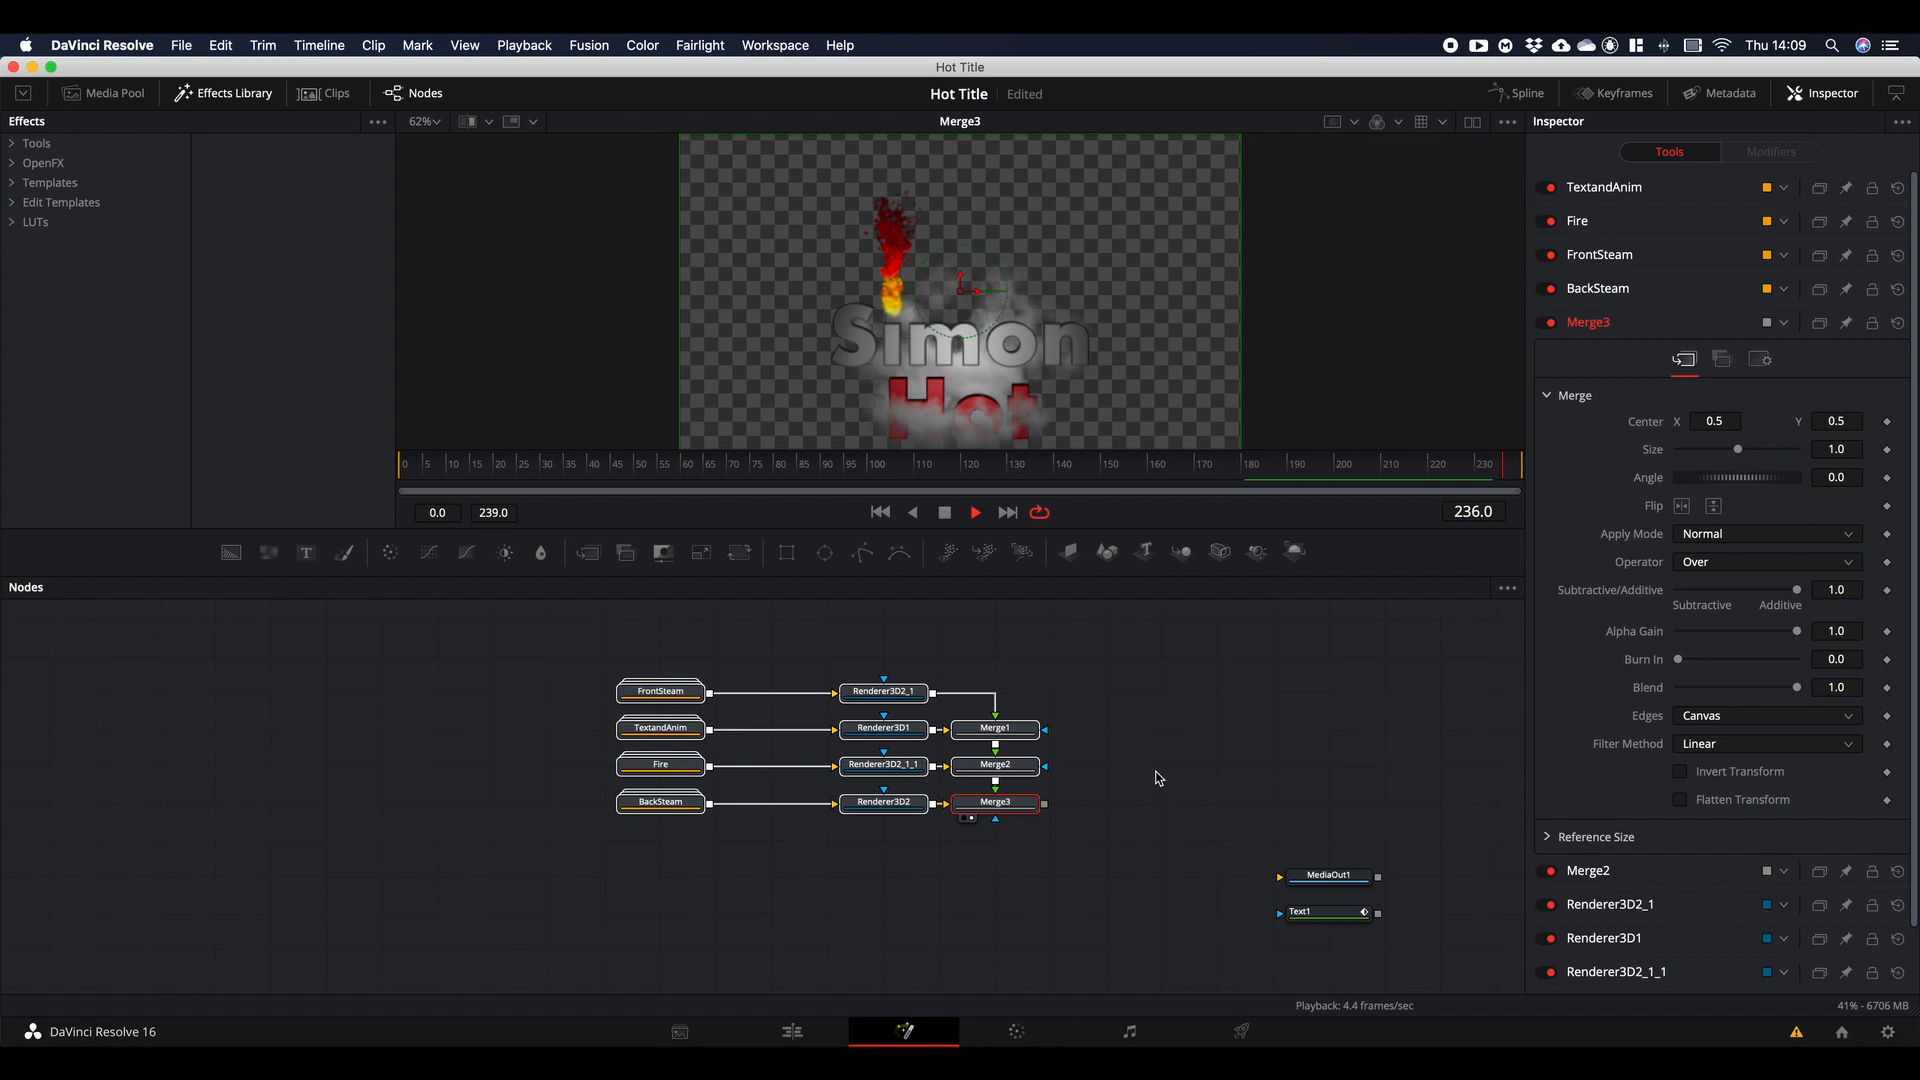 DaVinci Resolve File Edit Trim Timeline Clip Mark View Playback Fusion Color Fairlight Workspace Help Thu 14:09
Hot Title
Media Pool Effects Library Clips Nodes Hot Title Edited Spline Keyframes Metadata Inspector
Effects 62% Merge3 Inspector
Tools
OpenFX
Templates
Edit Templates
LUTs
Simon
Hot
0 5 10 15 20 25 30 35 40 45 50 55 60 65 70 75 80 85 90 95 100 110 120 130 140 150 160 170 180 190 200 210 220 230
0.0 239.0 236.0
Tools Modifiers
TextandAnim
Fire
FrontSteam
BackSteam
Merge3
Merge
Center X 0.5 Y 0.5
Size 1.0
Angle 0.0
Flip
Apply Mode Normal
Operator Over
Subtractive/Additive 1.0
Subtractive Additive
Alpha Gain 1.0
Burn In 0.0
Blend 1.0
Edges Canvas
Filter Method Linear
Invert Transform
Flatten Transform
Reference Size
Merge2
Renderer3D2_1
Renderer3D1
Renderer3D2_1_1
Nodes
FrontSteam Renderer3D2_1
TextandAnim Renderer3D1 Merge1
Fire Renderer3D2_1_1 Merge2
BackSteam Renderer3D2 Merge3
MediaOut1
Text1
Playback: 4.4 frames/sec 41% - 6706 MB
DaVinci Resolve 16